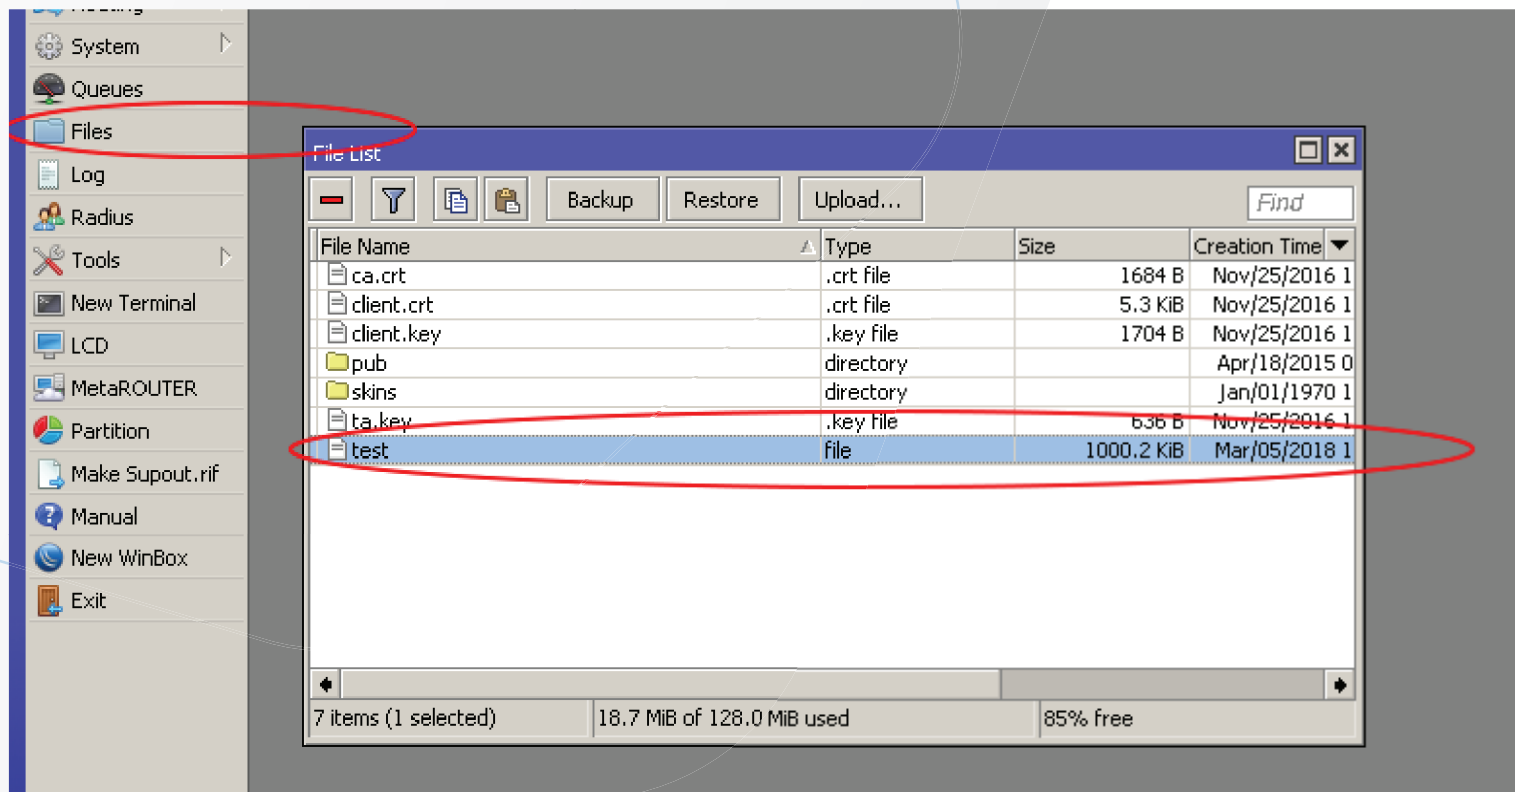 Routing
System
Queues
Files
Log
Radius
Tools
New Terminal
LCD
MetaROUTER
Partition
Make Supout.rif
Manual
New WinBox
Exit
File List
Backup Restore Upload... Find
File Name Type Size Creation Time
ca.crt .crt file 1684 B Nov/25/2016 1
client.crt .crt file 5.3 KiB Nov/25/2016 1
client.key .key file 1704 B Nov/25/2016 1
pub directory Apr/18/2015 0
skins directory Jan/01/1970 1
ta.key .key file 636 B Nov/25/2016 1
test file 1000.2 KiB Mar/05/2018 1
7 items (1 selected) 18.7 MiB of 128.0 MiB used 85% free